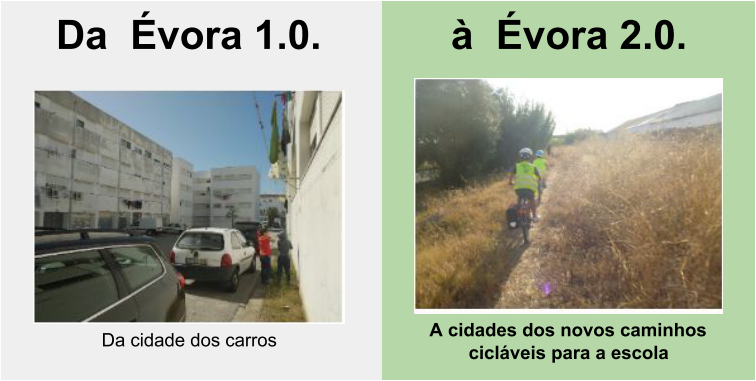 Da Évora 1.0.
à Évora 2.0.
Da cidade dos carros
A cidades dos novos caminhos
cicláveis para a escola